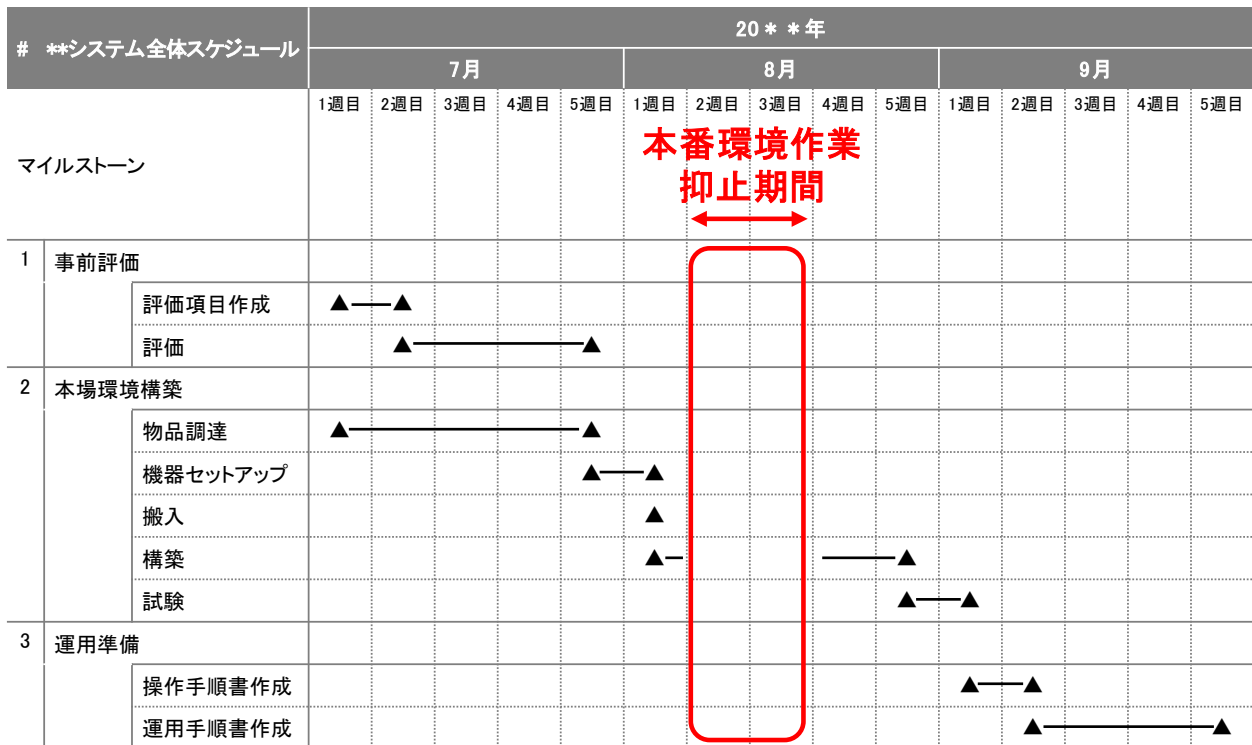 20＊＊年
# **システム全体スケジュール
7月 8月 9月
1週目 2週目 3週目 4週目 5週目 1週目 2週目 3週目 4週目 5週目 1週目 2週目 3週目 4週目 5週目
マイルストーン
本番環境作業
抑止期間
1 事前評価
評価項目作成
評価
2 本場環境構築
物品調達
機器セットアップ
搬入
構築
試験
3 運用準備
操作手順書作成
運用手順書作成